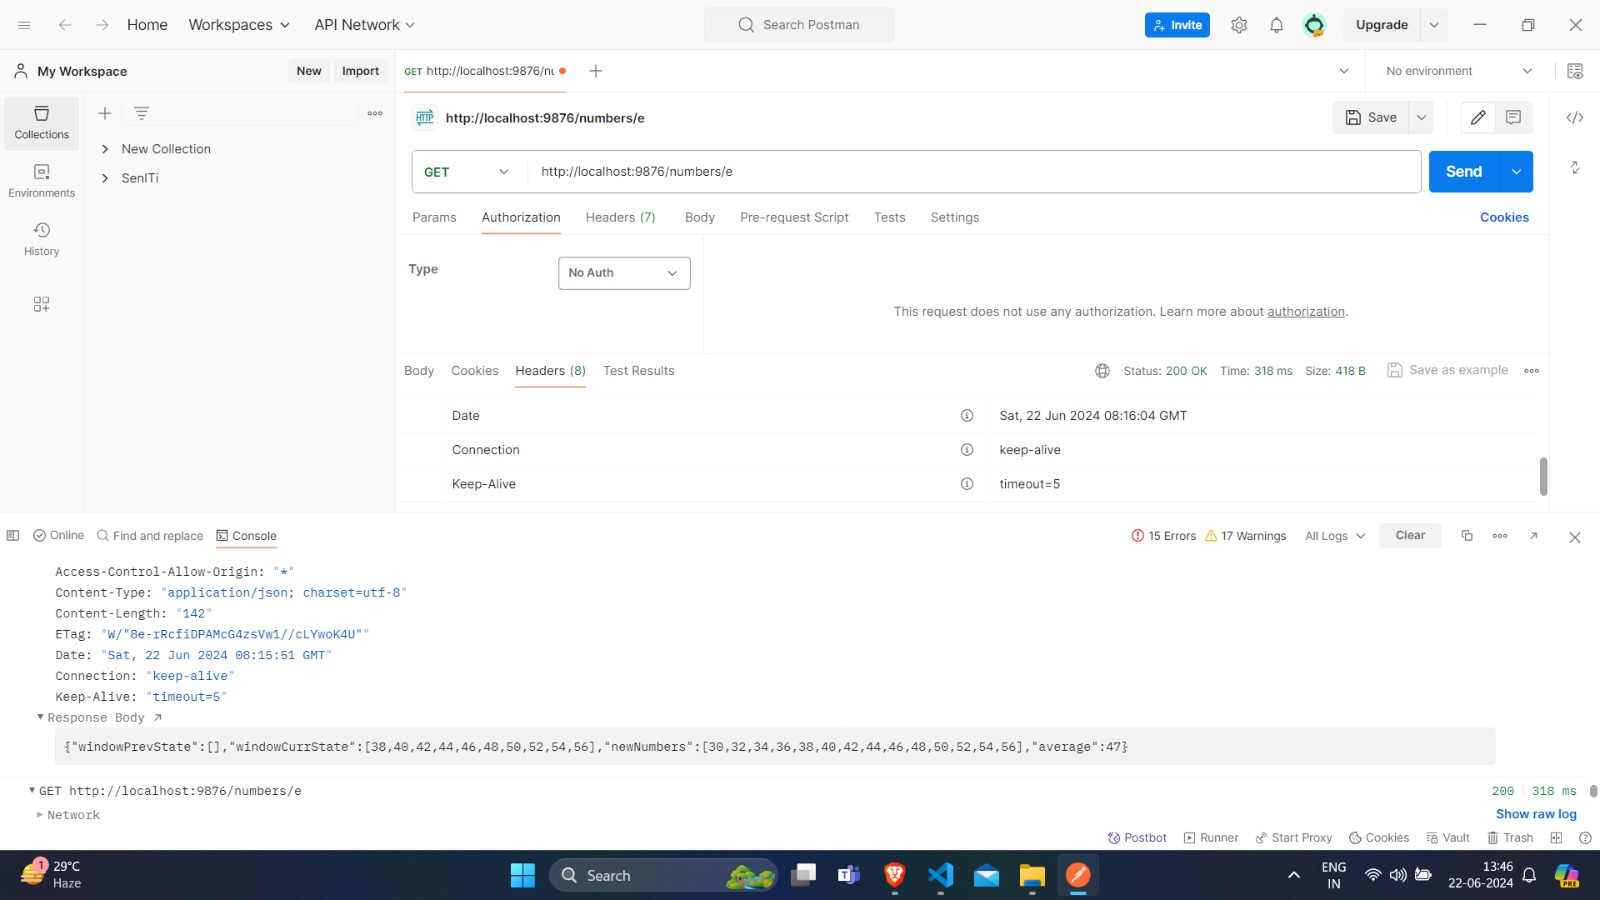 Home
Workspaces
API Network
Search Postman
Invite
Upgrade
My Workspace
New
Import
GET http://localhost:9876/nu
No environment
Collections
New Collection
SenITi
Environments
History
HTTP http://localhost:9876/numbers/e
Save
GET
http://localhost:9876/numbers/e
Send
Params
Authorization
Headers (7)
Body
Pre-request Script
Tests
Settings
Cookies
Type
No Auth
This request does not use any authorization. Learn more about authorization.
Body
Cookies
Headers (8)
Test Results
Status: 200 OK
Time: 318 ms
Size: 418 B
Save as example
Date
Sat, 22 Jun 2024 08:16:04 GMT
Connection
keep-alive
Keep-Alive
timeout=5
Online
Find and replace
Console
15 Errors
17 Warnings
All Logs
Clear
Access-Control-Allow-Origin: "*"
Content-Type: "application/json; charset=utf-8"
Content-Length: "142"
ETag: "W/"8e-rRcfiDPAMcG4zsVw1//cLYwoK4U""
Date: "Sat, 22 Jun 2024 08:15:51 GMT"
Connection: "keep-alive"
Keep-Alive: "timeout=5"
Response Body
{"windowPrevState":[],"windowCurrState":[38,40,42,44,46,48,50,52,54,56],"newNumbers":[30,32,34,36,38,40,42,44,46,48,50,52,54,56],"average":47}
GET http://localhost:9876/numbers/e
200
318 ms
Network
Show raw log
Postbot
Runner
Start Proxy
Cookies
Vault
Trash
1
29°C
Haze
Search
ENG
IN
13:46
22-06-2024
PRE